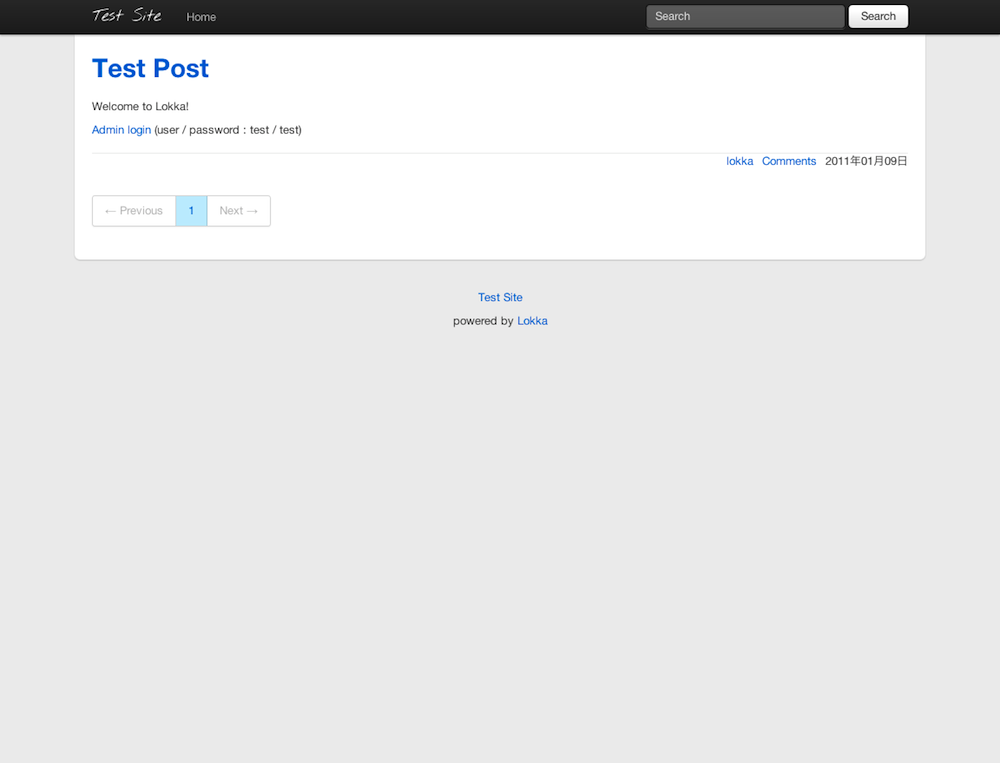 Test Site Home Search Search
Test Post
Welcome to Lokka!
Admin login (user / password : test / test)
lokka Comments 2011年01月09日
← Previous 1 Next →
Test Site
powered by Lokka